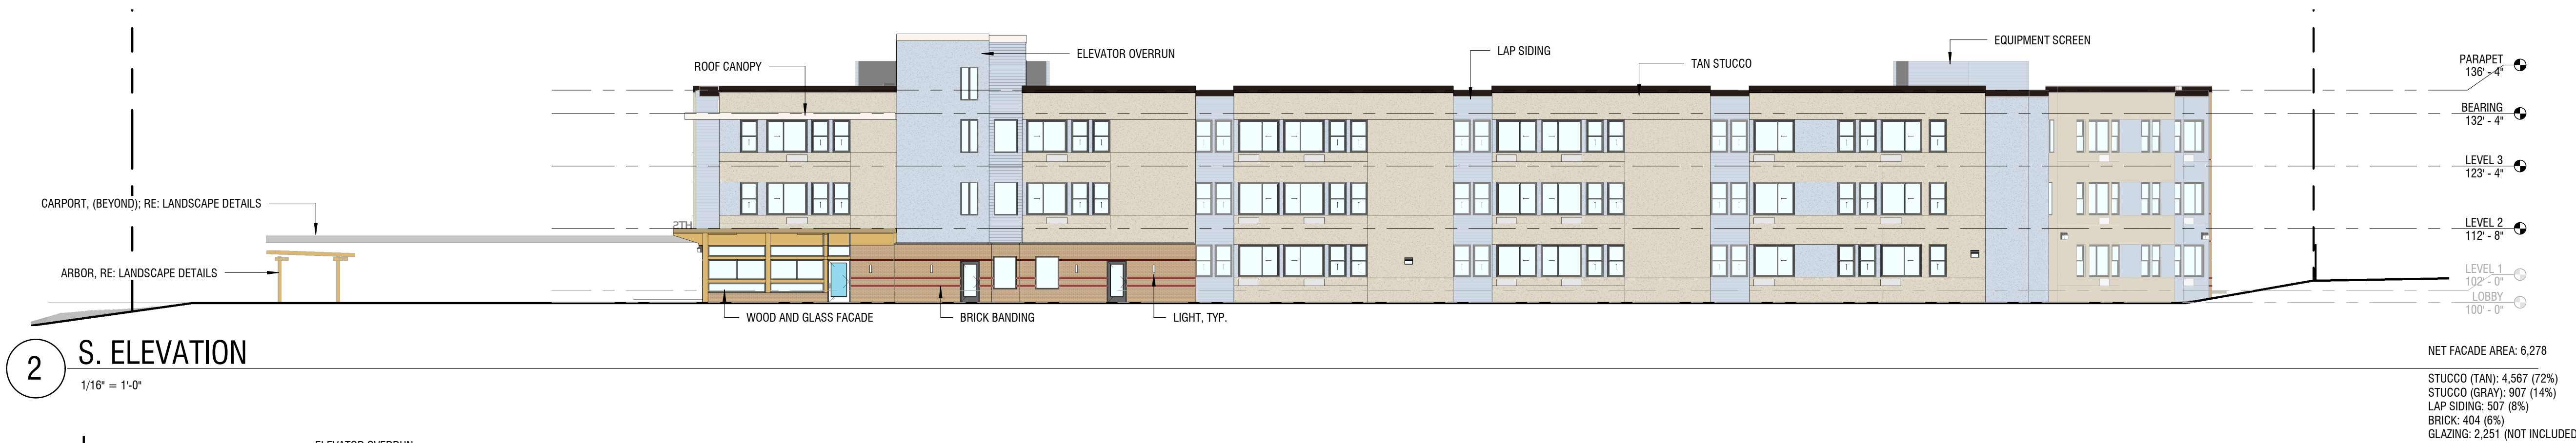 ELEVATOR OVERRUN
EQUIPMENT SCREEN
LAP SIDING
TAN STUCCO
ROOF CANOPY
PARAPET
136' - 4"
BEARING
132' - 4"
LEVEL 3
123' - 4"
CARPORT, (BEYOND); RE: LANDSCAPE DETAILS
LEVEL 2
112' - 8"
ARBOR, RE: LANDSCAPE DETAILS
LEVEL 1
102' - 0"
LOBBY
100' - 0"
WOOD AND GLASS FACADE
BRICK BANDING
LIGHT, TYP.
2
S. ELEVATION
1/16" = 1'-0"
NET FACADE AREA: 6,278
STUCCO (TAN): 4,567 (72%)
STUCCO (GRAY): 907 (14%)
LAP SIDING: 507 (8%)
BRICK: 404 (6%)
GLAZING: 2,251 (NOT INCLUDED
ELEVATOR OVERRUN